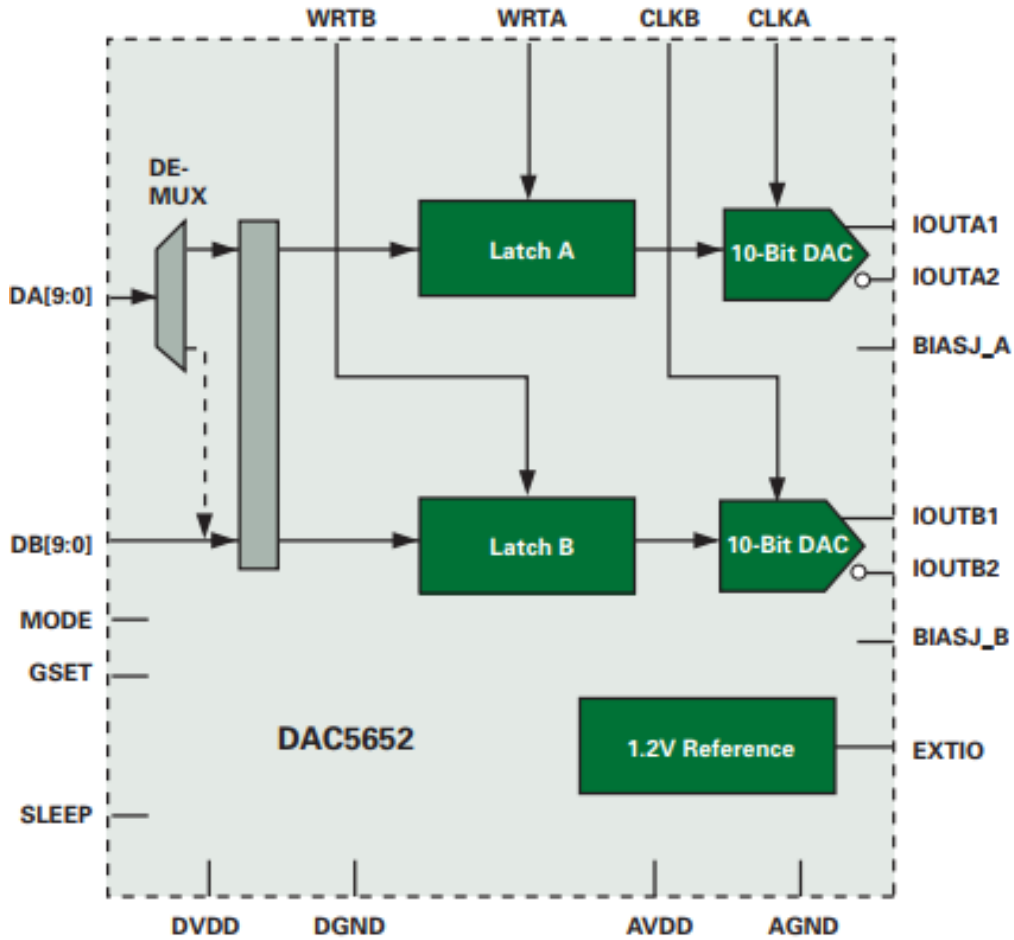 WRTB WRTA CLKB CLKA
DE-
MUX
IOUTA1
Latch A
10-Bit DAC
IOUTA2
DA[9:0]
BIASJ_A
IOUTB1
DB[9:0]
Latch B
10-Bit DAC
IOUTB2
MODE
BIASJ_B
GSET
DAC5652
1.2V Reference
EXTIO
SLEEP
DVDD DGND AVDD AGND